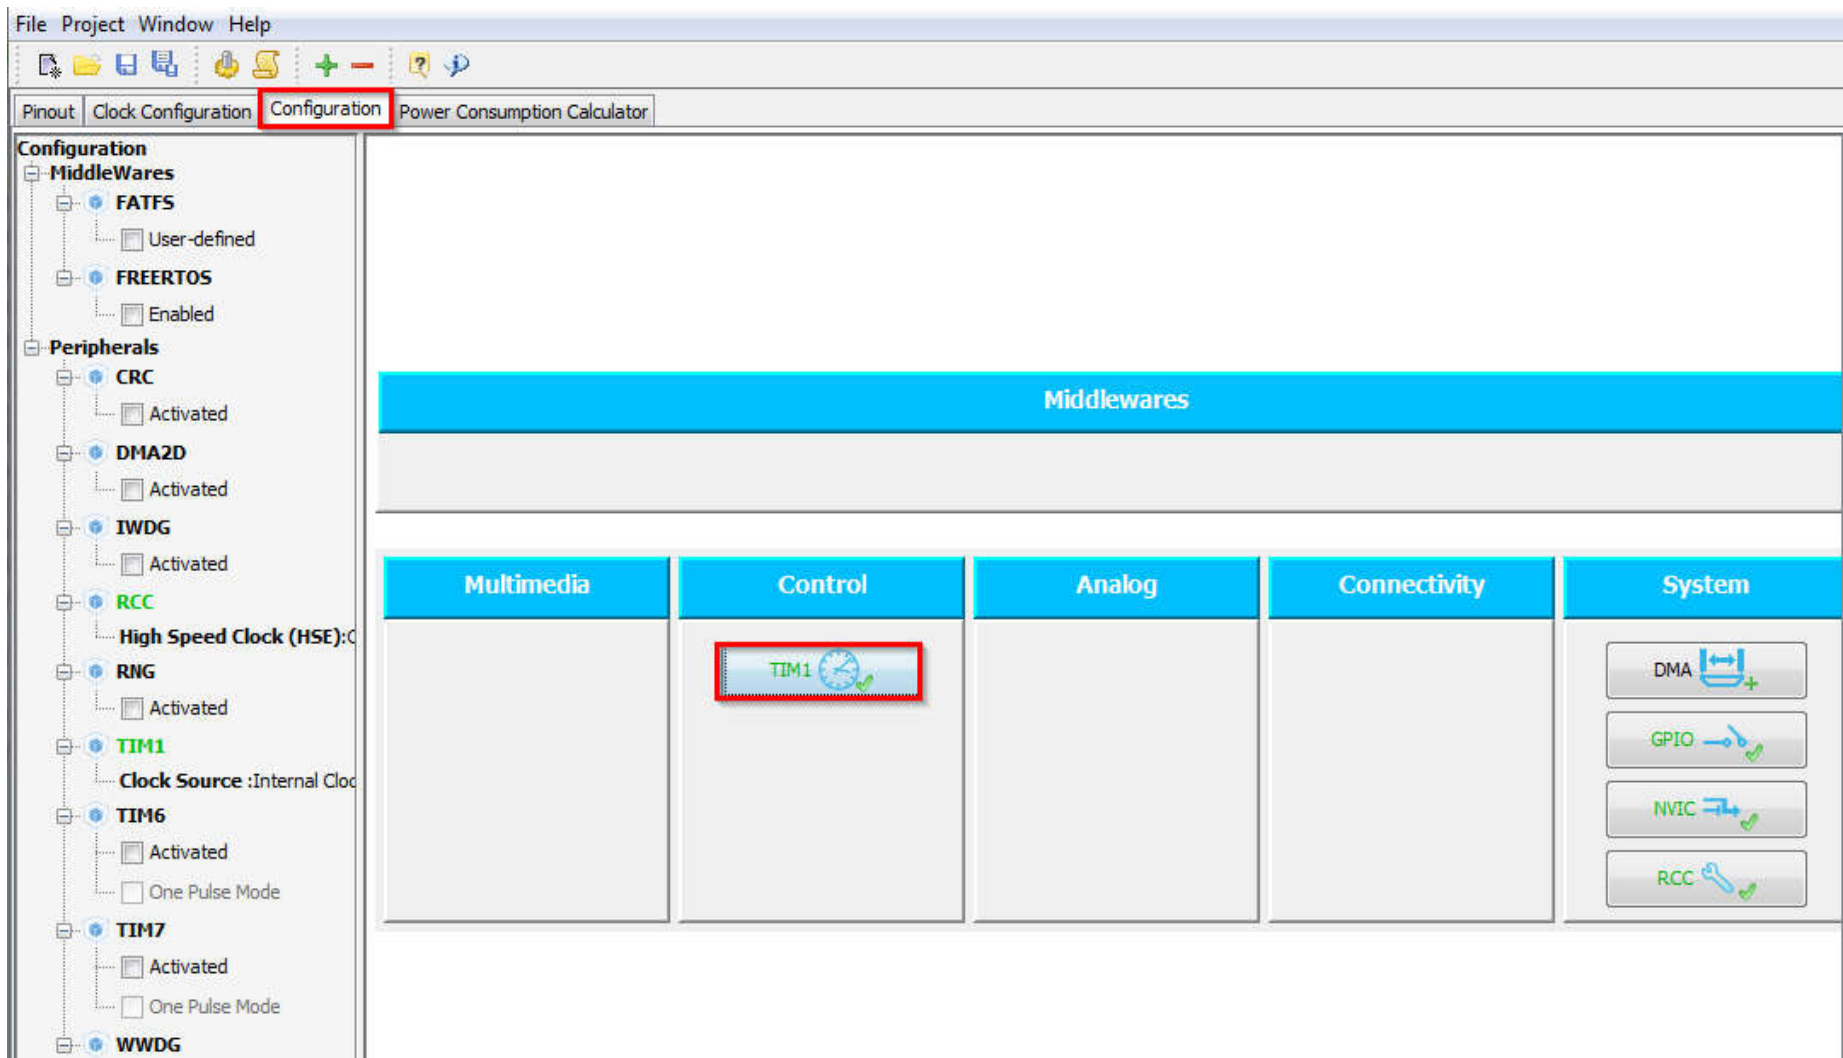 File Project Window Help
Pinout Clock Configuration Configuration Power Consumption Calculator
Configuration
MiddleWares
FATFS
User-defined
FREERTOS
Enabled
Peripherals
CRC
Activated
DMA2D
Activated
IWDG
Activated
RCC
High Speed Clock (HSE):
RNG
Activated
TIM1
Clock Source :Internal Cloc
TIM6
Activated
One Pulse Mode
TIM7
Activated
One Pulse Mode
WWDG
Middlewares
Multimedia Control Analog Connectivity System
TIM1
DMA
GPIO
NVIC
RCC